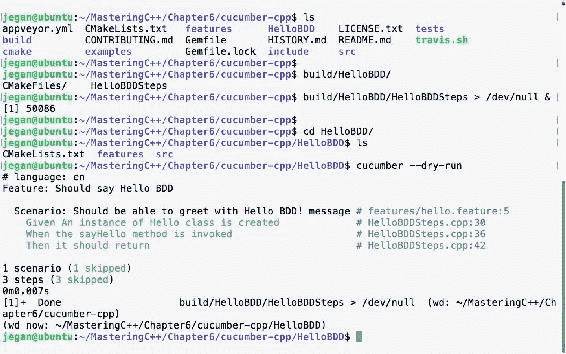 jegan@ubuntu:~/MasteringC++/Chapter6/cucumber-cpp$ ls
appveyor.yml CMakeLists.txt features HelloBDD LICENSE.txt tests
build CONTRIBUTING.md Gemfile HISTORY.md README.md travis.sh
cmake examples Gemfile.lock include src
jegan@ubuntu:~/MasteringC++/Chapter6/cucumber-cpp$
jegan@ubuntu:~/MasteringC++/Chapter6/cucumber-cpp$ build/HelloBDD/
CMakeFiles/ HelloBDDSteps
jegan@ubuntu:~/MasteringC++/Chapter6/cucumber-cpp$ build/HelloBDD/HelloBDDSteps > /dev/null &
[1] 50086
jegan@ubuntu:~/MasteringC++/Chapter6/cucumber-cpp$
jegan@ubuntu:~/MasteringC++/Chapter6/cucumber-cpp$ cd HelloBDD/
jegan@ubuntu:~/MasteringC++/Chapter6/cucumber-cpp/HelloBDD$ ls
CMakeLists.txt features src
jegan@ubuntu:~/MasteringC++/Chapter6/cucumber-cpp/HelloBDD$ cucumber --dry-run
# language: en
Feature: Should say Hello BDD
Scenario: Should be able to greet with Hello BDD! message # features/hello.feature:5
Given An instance of Hello class is created # HelloBDDSteps.cpp:30
When the sayHello method is invoked # HelloBDDSteps.cpp:36
Then it should return # HelloBDDSteps.cpp:42
1 scenario (1 skipped)
3 steps (3 skipped)
0m0.007s
[1]+ Done build/HelloBDD/HelloBDDSteps > /dev/null (wd: ~/MasteringC++/Ch
apter6/cucumber-cpp)
(wd now: ~/MasteringC++/Chapter6/cucumber-cpp/HelloBDD)
jegan@ubuntu:~/MasteringC++/Chapter6/cucumber-cpp/HelloBDD$